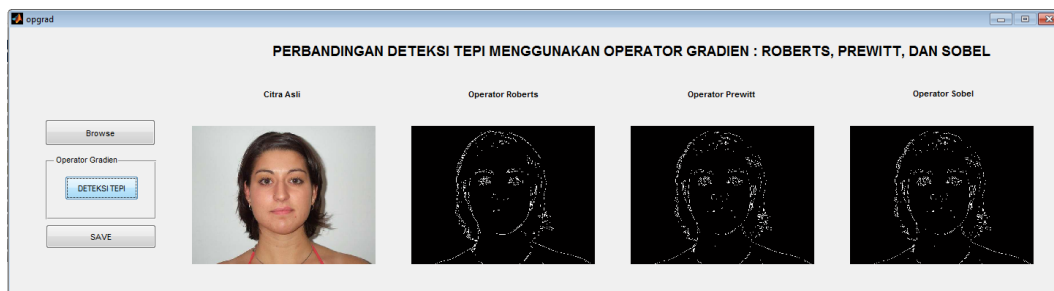 opgrad
PERBANDINGAN DETEKSI TEPI MENGGUNAKAN OPERATOR GRADIEN : ROBERTS, PREWITT, DAN SOBEL
Citra Asli
Operator Roberts
Operator Prewitt
Operator Sobel
Browse
Operator Gradien
DETEKSI TEPI
SAVE